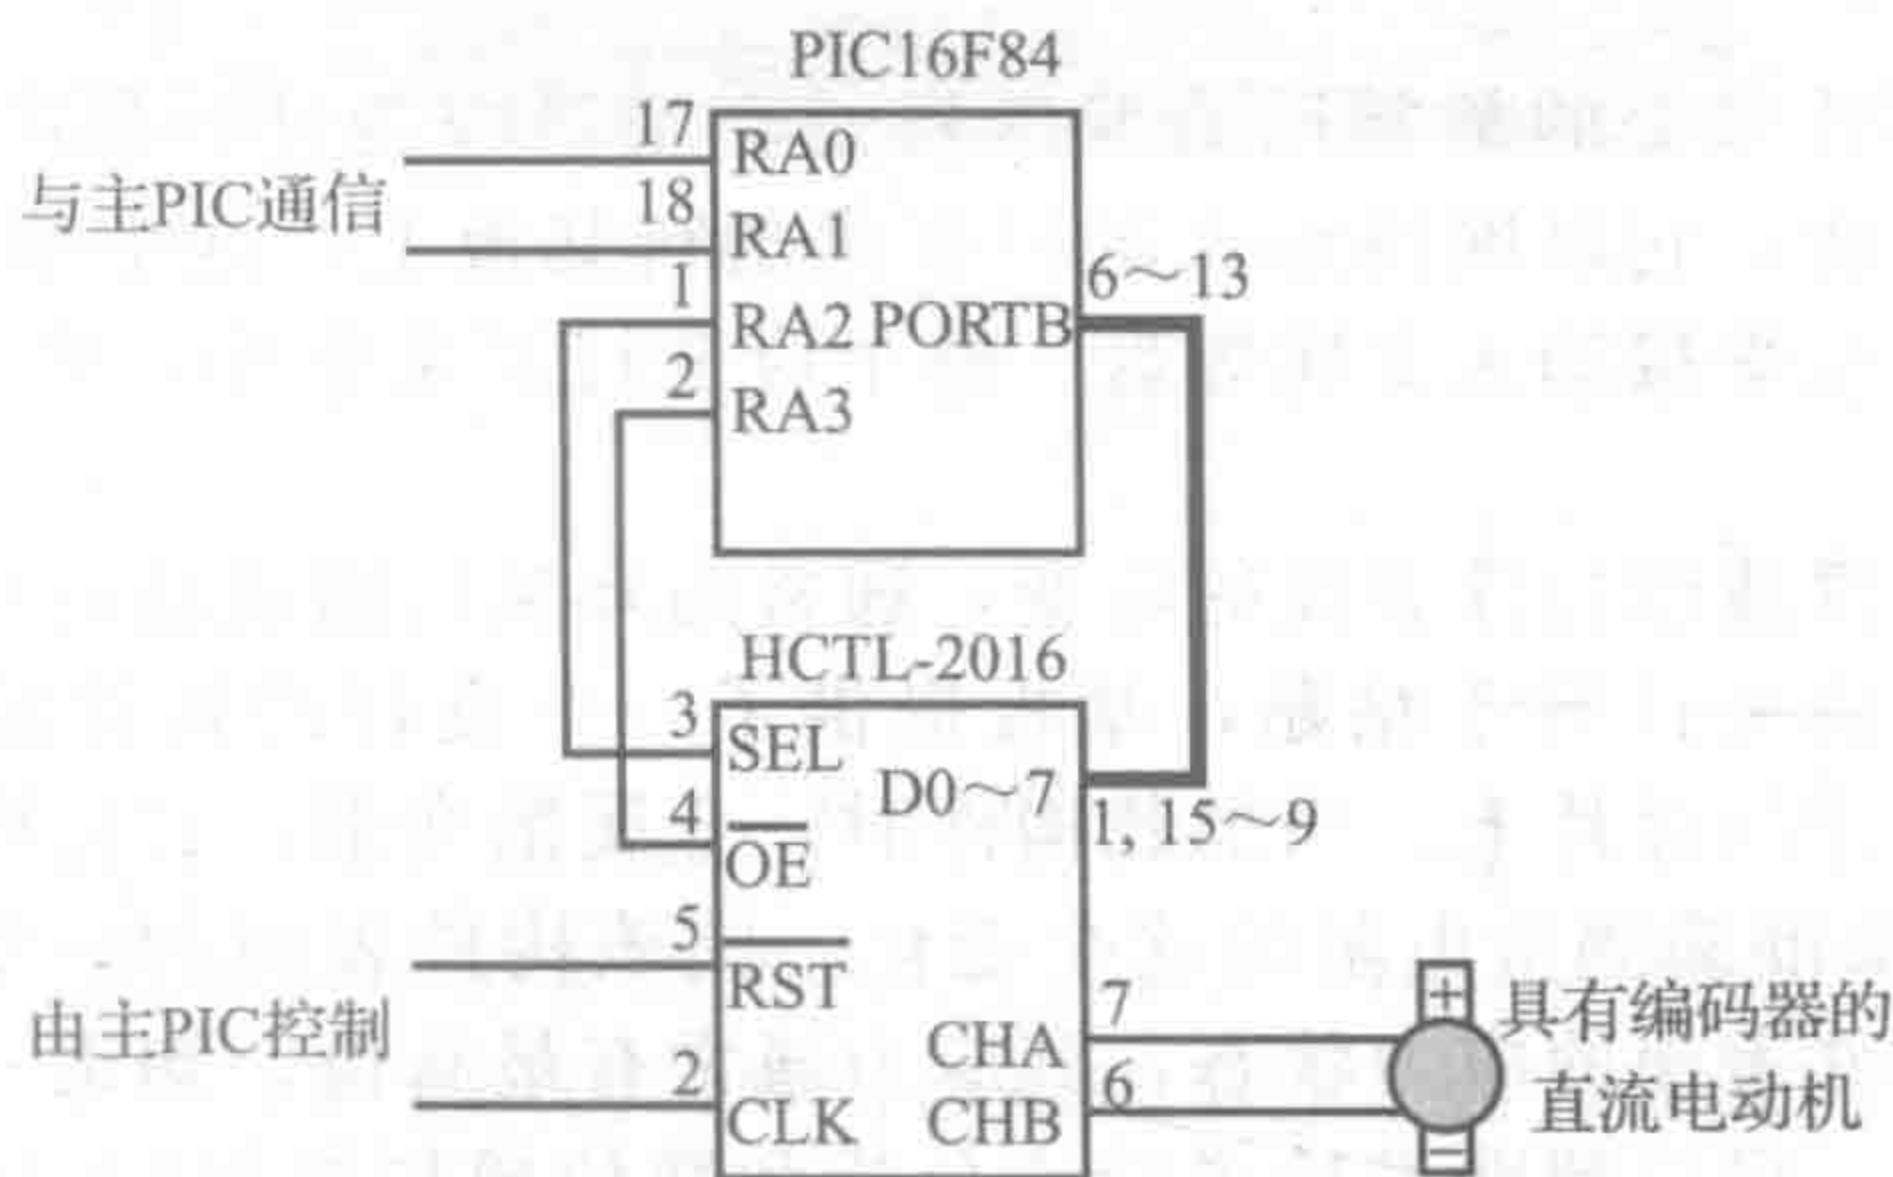 PIC16F84
17
RA0
与主PIC通信
18
RA1
1
RA2
PORTB
6～13
2
RA3
HCTL-2016
3
SEL
D0～7
1, 15～9
4
OE
5
RST
由主PIC控制
2
CLK
CHA
7
CHB
6
+
−
具有编码器的
直流电动机